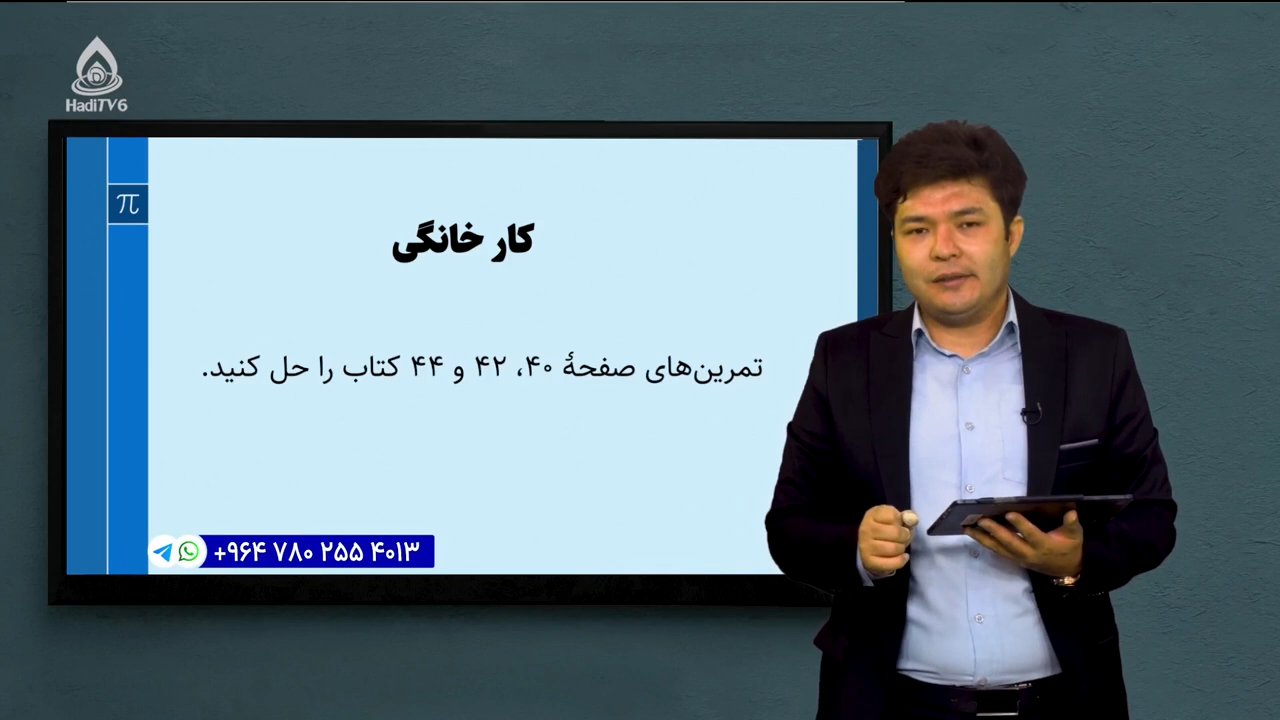 HadiTV6
π
کار خانگی
تمرین‌های صفحهٔ ۴۰، ۴۲ و ۴۴ کتاب را حل کنید.
+۹۶۴ ۷۸۰ ۲۵۵ ۴۰۱۳